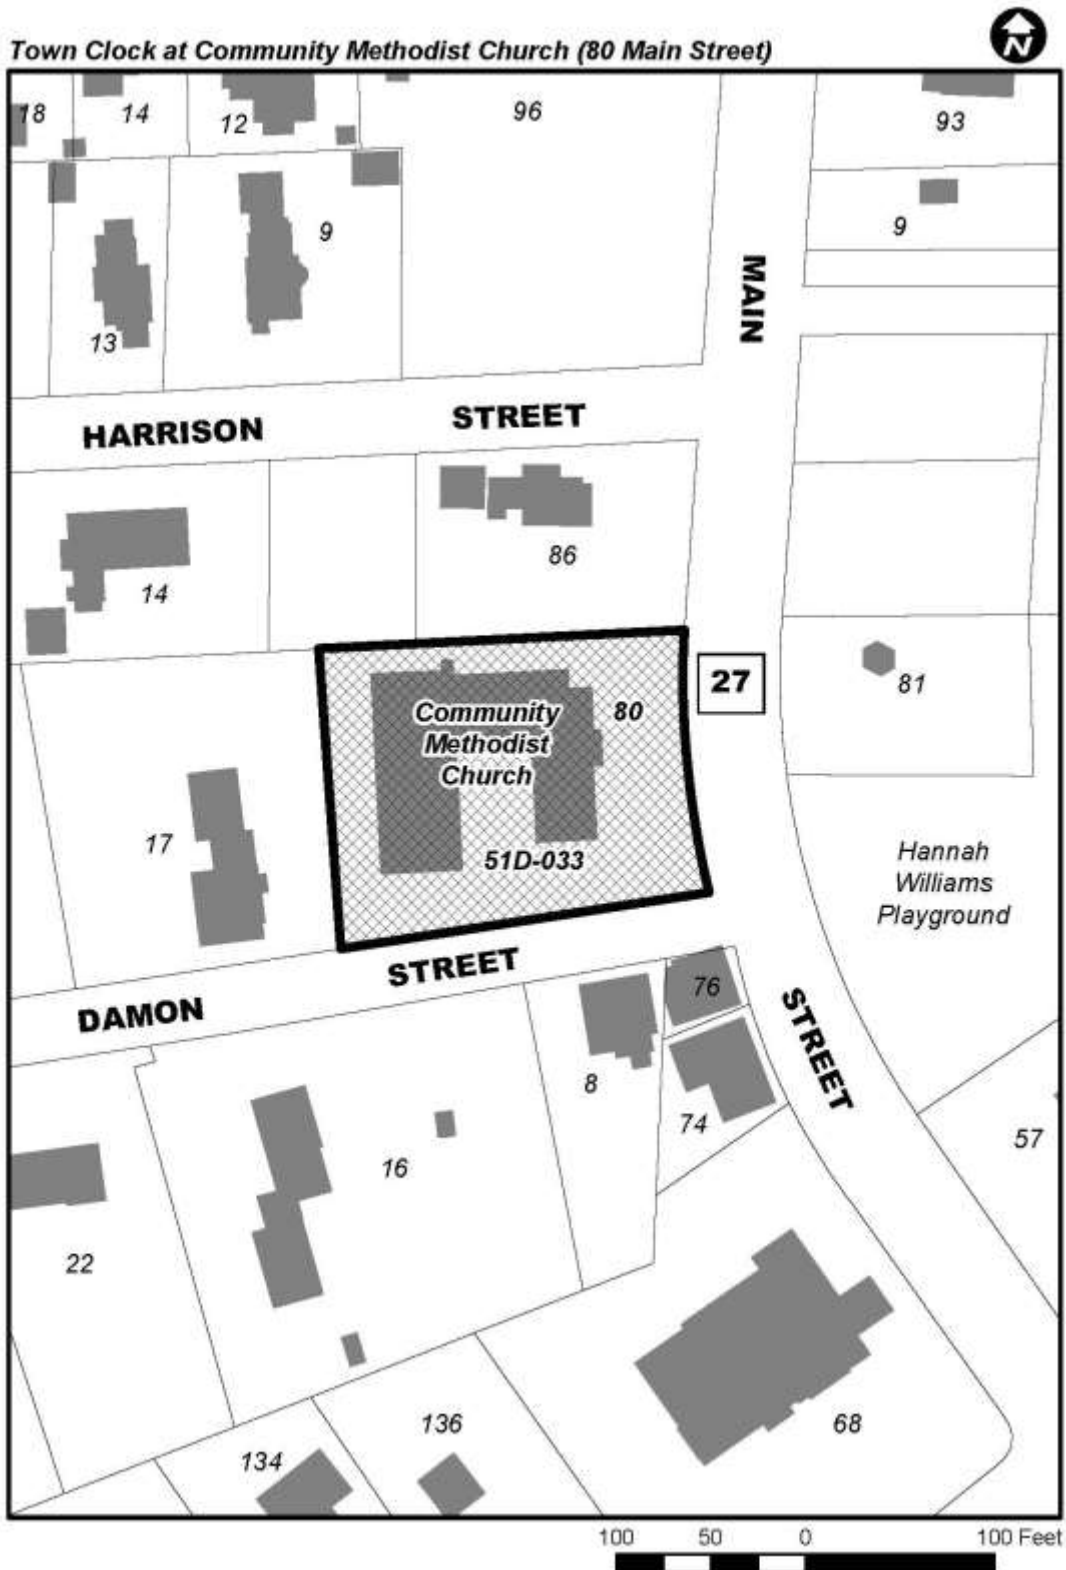 N
Town Clock at Community Methodist Church (80 Main Street)
18
14
12
96
93
9
9
13
MAIN
HARRISON STREET
86
14
27
81
Community
Methodist
Church
80
17
51D-033
Hannah
Williams
Playground
DAMON STREET
76
STREET
8
74
57
16
22
136
68
134
100 50 0 100 Feet